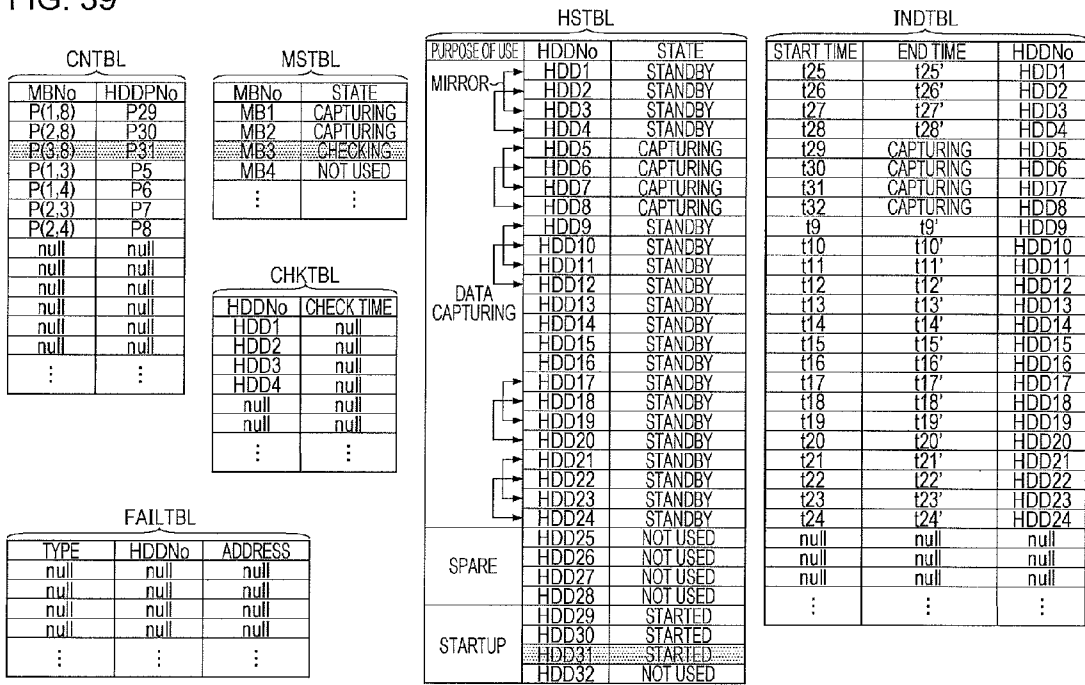 FIG. 39
CNTBL
MBNo HDDPNo
P(1,8) P29
P(2,8) P30
P(3,8) P31
P(1,3) P5
P(1,4) P6
P(2,3) P7
P(2,4) P8
null null
null null
null null
null null
null null
null null
⋮ ⋮
MSTBL
MBNo STATE
MB1 CAPTURING
MB2 CAPTURING
MB3 CHECKING
MB4 NOT USED
⋮ ⋮
CHKTBL
HDDNo CHECK TIME
HDD1 null
HDD2 null
HDD3 null
HDD4 null
null null
null null
⋮ ⋮
FAILTBL
TYPE HDDNo ADDRESS
null null null
null null null
null null null
null null null
⋮ ⋮ ⋮
HSTBL
PURPOSE OF USE HDDNo STATE
MIRROR
DATA CAPTURING
HDD1 STANDBY
HDD2 STANDBY
HDD3 STANDBY
HDD4 STANDBY
HDD5 CAPTURING
HDD6 CAPTURING
HDD7 CAPTURING
HDD8 CAPTURING
HDD9 STANDBY
HDD10 STANDBY
HDD11 STANDBY
HDD12 STANDBY
HDD13 STANDBY
HDD14 STANDBY
HDD15 STANDBY
HDD16 STANDBY
HDD17 STANDBY
HDD18 STANDBY
HDD19 STANDBY
HDD20 STANDBY
HDD21 STANDBY
HDD22 STANDBY
HDD23 STANDBY
HDD24 STANDBY
SPARE
HDD25 NOT USED
HDD26 NOT USED
HDD27 NOT USED
HDD28 NOT USED
STARTUP
HDD29 STARTED
HDD30 STARTED
HDD31 STARTED
HDD32 NOT USED
INDTBL
START TIME END TIME HDDNo
t25 t25' HDD1
t26 t26' HDD2
t27 t27' HDD3
t28 t28' HDD4
t29 CAPTURING HDD5
t30 CAPTURING HDD6
t31 CAPTURING HDD7
t32 CAPTURING HDD8
t9 t9' HDD9
t10 t10' HDD10
t11 t11' HDD11
t12 t12' HDD12
t13 t13' HDD13
t14 t14' HDD14
t15 t15' HDD15
t16 t16' HDD16
t17 t17' HDD17
t18 t18' HDD18
t19 t19' HDD19
t20 t20' HDD20
t21 t21' HDD21
t22 t22' HDD22
t23 t23' HDD23
t24 t24' HDD24
null null null
null null null
null null null
⋮ ⋮ ⋮